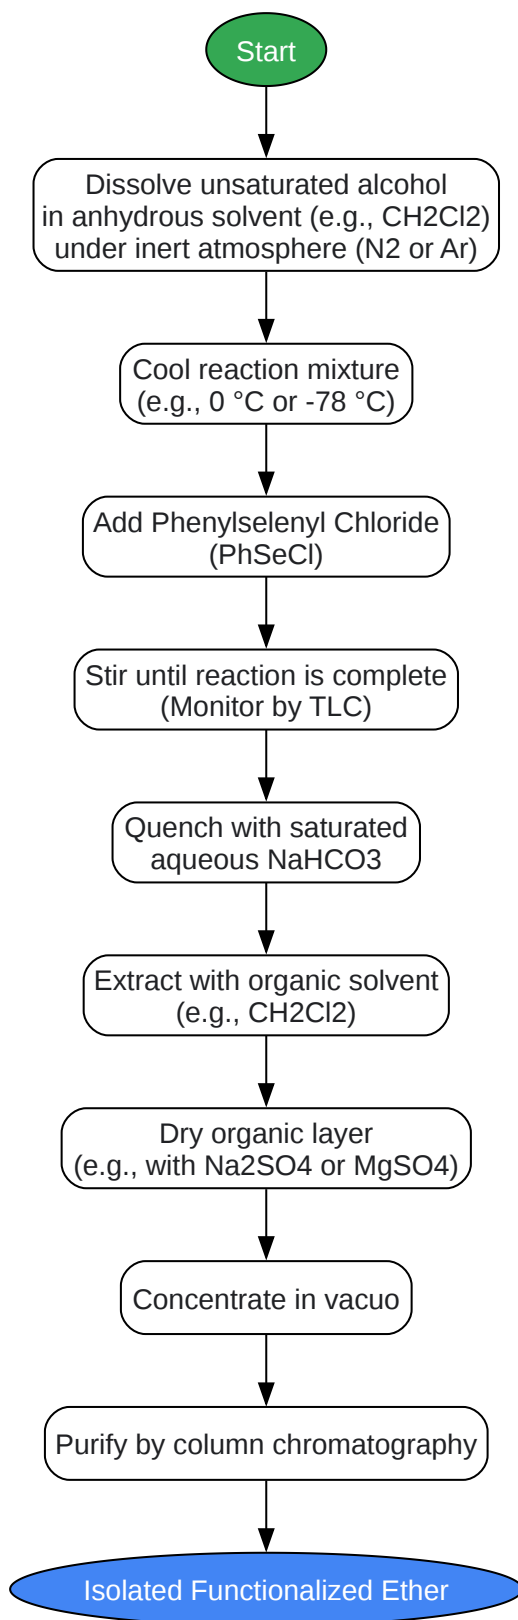 Start
Dissolve unsaturated alcohol
in anhydrous solvent (e.g., CH2Cl2)
under inert atmosphere (N2 or Ar)
Cool reaction mixture
(e.g., 0 °C or -78 °C)
Add Phenylselenyl Chloride
(PhSeCl)
Stir until reaction is complete
(Monitor by TLC)
Quench with saturated
aqueous NaHCO3
Extract with organic solvent
(e.g., CH2Cl2)
Dry organic layer
(e.g., with Na2SO4 or MgSO4)
Concentrate in vacuo
Purify by column chromatography
Isolated Functionalized Ether